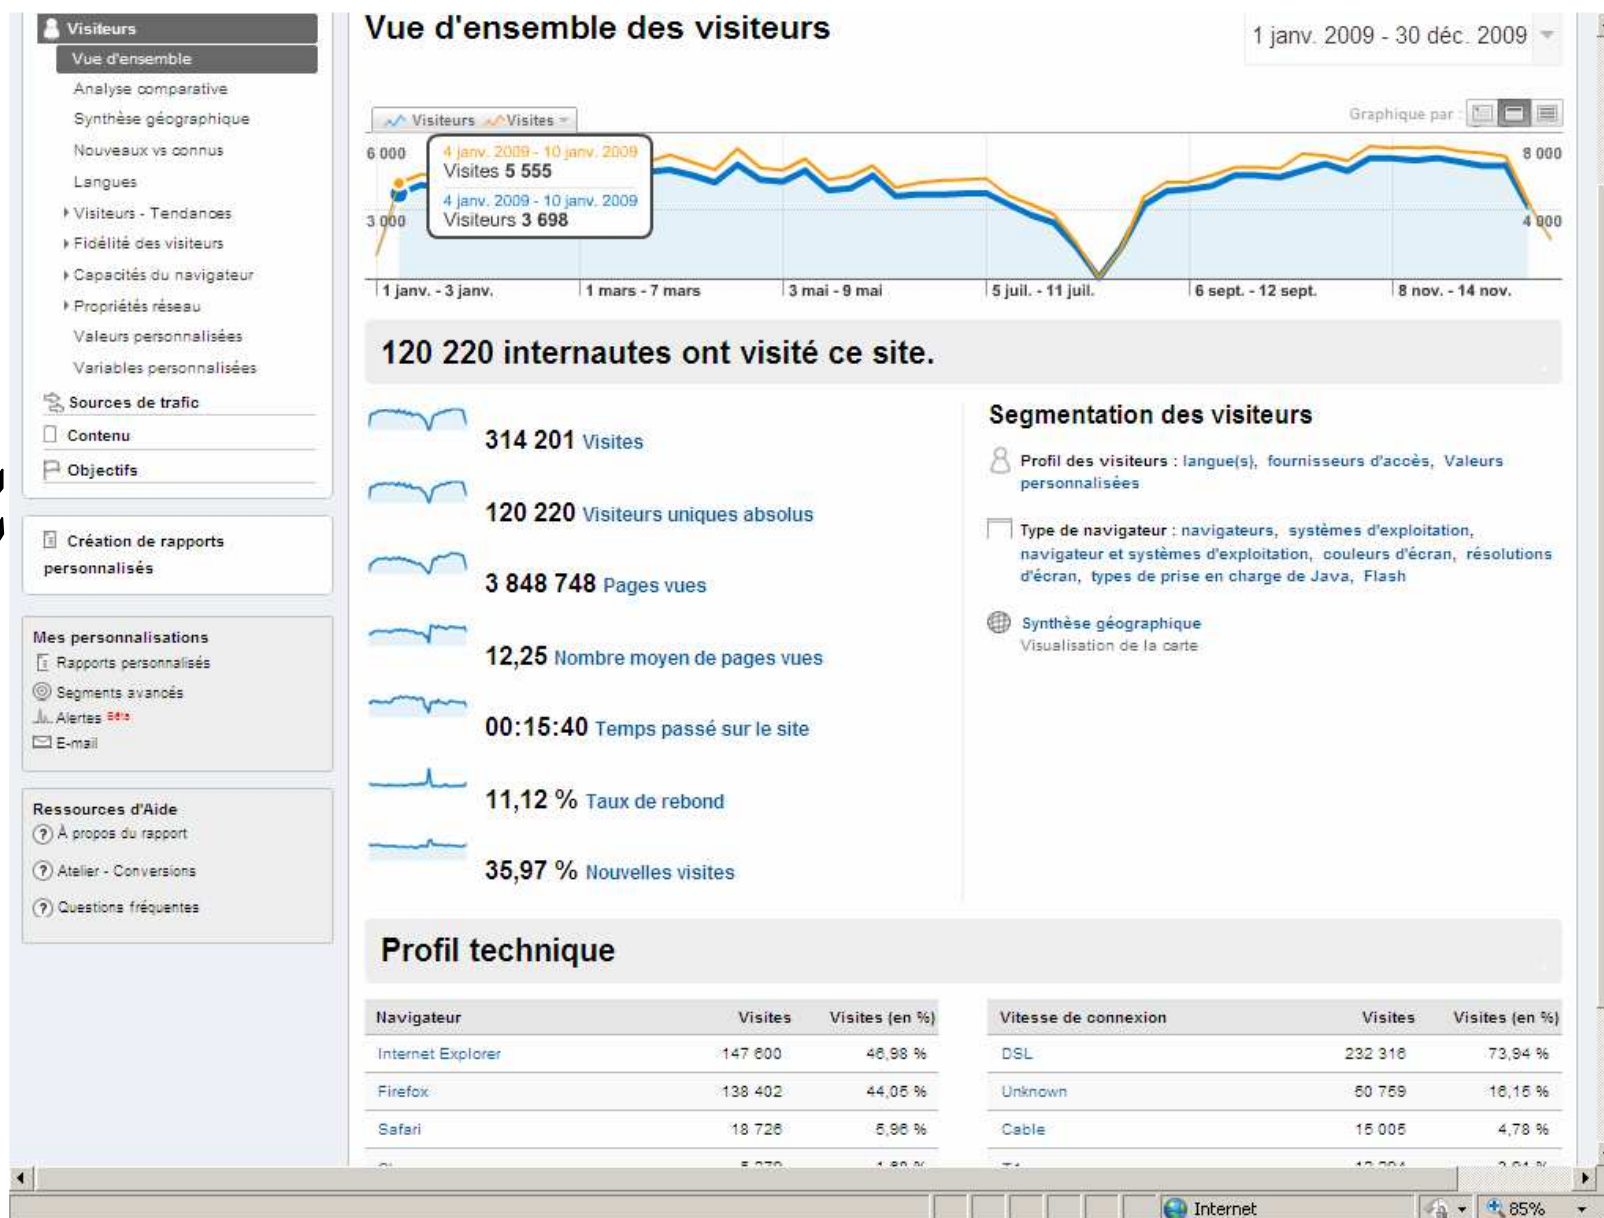 Visiteurs
Vue d'ensemble
Analyse comparative
Synthèse géographique
Nouveaux vs connus
Langues
Visiteurs - Tendances
Fidélité des visiteurs
Capacités du navigateur
Propriétés réseau
Valeurs personnalisées
Variables personnalisées
Sources de trafic
Contenu
Objectifs
Création de rapports
personnalisés
Mes personnalisations
Rapports personnalisés
Segments avancés
Alertes Bêta
E-mail
Ressources d'Aide
À propos du rapport
Atelier - Conversions
Questions fréquentes
Vue d'ensemble des visiteurs
1 janv. 2009 - 30 déc. 2009
Visiteurs Visites
Graphique par :
6 000
8 000
4 janv. 2009 - 10 janv. 2009
Visites 5 555
4 janv. 2009 - 10 janv. 2009
Visiteurs 3 698
3 000
4 000
1 janv. - 3 janv.
1 mars - 7 mars
3 mai - 9 mai
5 juil. - 11 juil.
6 sept. - 12 sept.
8 nov. - 14 nov.
120 220 internautes ont visité ce site.
314 201 Visites
120 220 Visiteurs uniques absolus
3 848 748 Pages vues
12,25 Nombre moyen de pages vues
00:15:40 Temps passé sur le site
11,12 % Taux de rebond
35,97 % Nouvelles visites
Segmentation des visiteurs
Profil des visiteurs : langue(s), fournisseurs d'accès, Valeurs
personnalisées
Type de navigateur : navigateurs, systèmes d'exploitation,
navigateur et systèmes d'exploitation, couleurs d'écran, résolutions
d'écran, types de prise en charge de Java, Flash
Synthèse géographique
Visualisation de la carte
Profil technique
Navigateur Visites Visites (en %)
Internet Explorer 147 600 46,98 %
Firefox 138 402 44,05 %
Safari 18 726 5,96 %
Vitesse de connexion Visites Visites (en %)
DSL 232 316 73,94 %
Unknown 50 759 16,15 %
Cable 15 005 4,78 %
Internet
85%